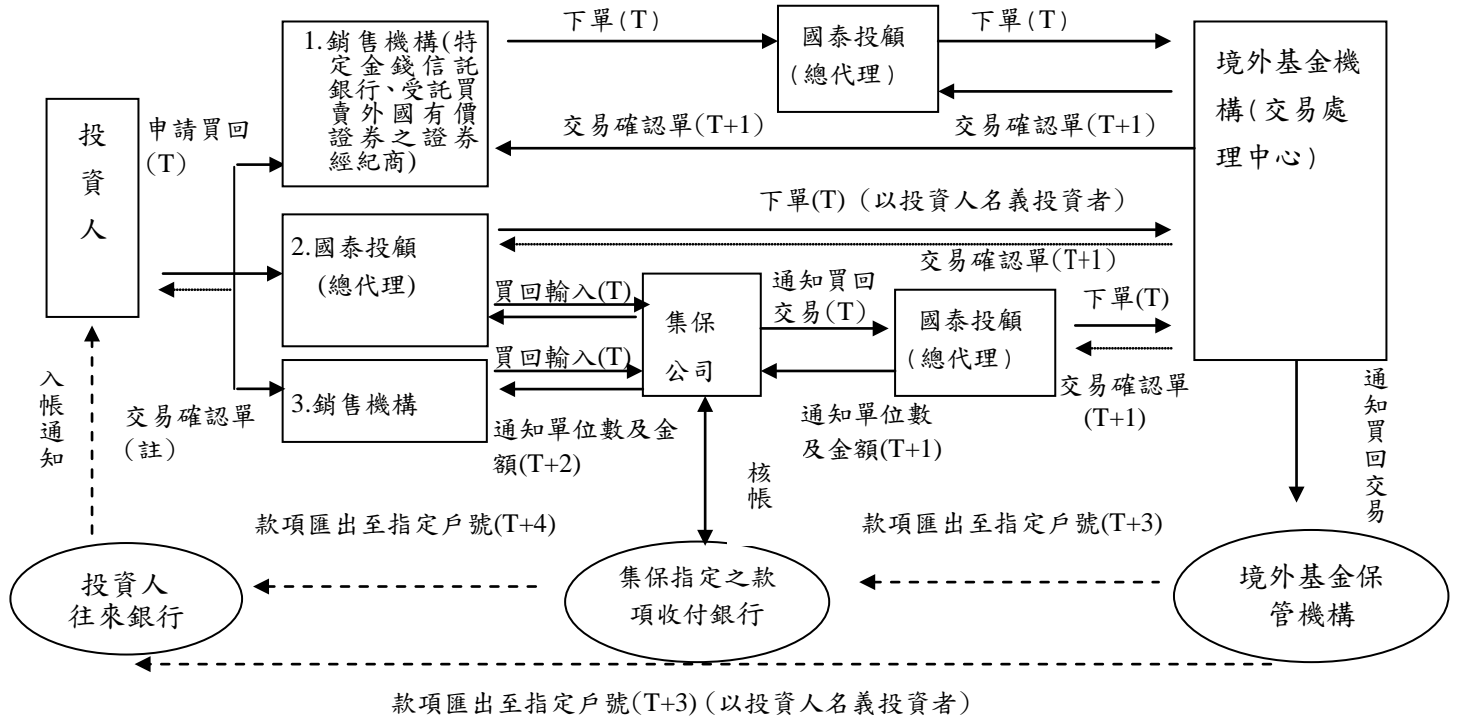 1.銷售機構(特
定金錢信託
銀行、受託買
賣外國有價
證券之證券
經紀商)
下單(T)
國泰投顧
(總代理)
下單(T)
境外基金機
構(交易處
理中心)
投
資
人
申請買回
(T)
交易確認單(T+1)
交易確認單(T+1)
下單(T)（以投資人名義投資者）
交易確認單(T+1)
2.國泰投顧
(總代理)
買回輸入(T)
買回輸入(T)
集保
公司
通知買回
交易(T)
國泰投顧
(總代理)
下單(T)
交易確認單
(T+1)
3.銷售機構
入
帳
通
知
交易確認單
（註）
通知單位數及金
額(T+2)
通知單位數
及金額(T+1)
核
帳
通
知
買
回
交
易
款項匯出至指定戶號(T+4)
款項匯出至指定戶號(T+3)
投資人
往來銀行
集保指定之款
項收付銀行
境外基金保
管機構
款項匯出至指定戶號(T+3)（以投資人名義投資者）